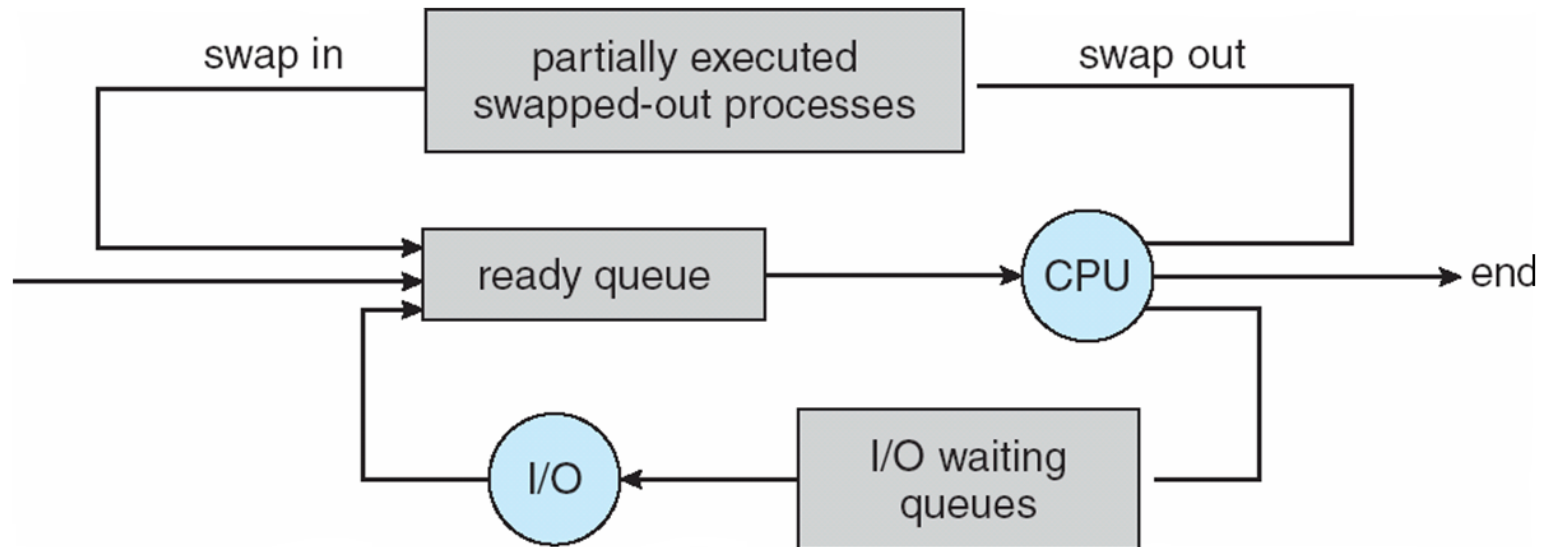 swap in
partially executed
swapped-out processes
swap out
ready queue
CPU
end
I/O
I/O waiting
queues